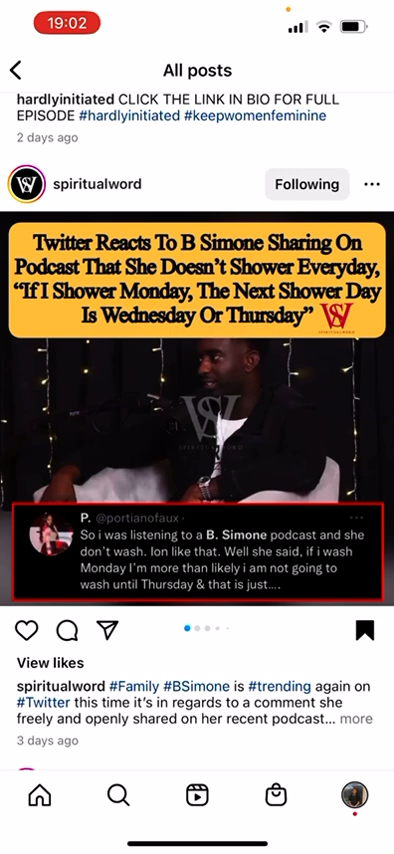 19:02
All posts
hardlyinitiated CLICK THE LINK IN BIO FOR FULL
EPISODE #hardlyinitiated #keepwomenfeminine
2 days ago
spiritualword
Following
Twitter Reacts To B Simone Sharing On
Podcast That She Doesn't Shower Everyday,
“If I Shower Monday, The Next Shower Day
Is Wednesday Or Thursday”
SPIRITUALWORD
SPIRITUALWORD
P. @portianofaux ·
So i was listening to a B. Simone podcast and she
don't wash. Ion like that. Well she said, if i wash
Monday I'm more than likely i am not going to
wash until Thursday & that is just....
View likes
spiritualword #Family #BSimone is #trending again on
#Twitter this time it's in regards to a comment she
freely and openly shared on her recent podcast... more
3 days ago